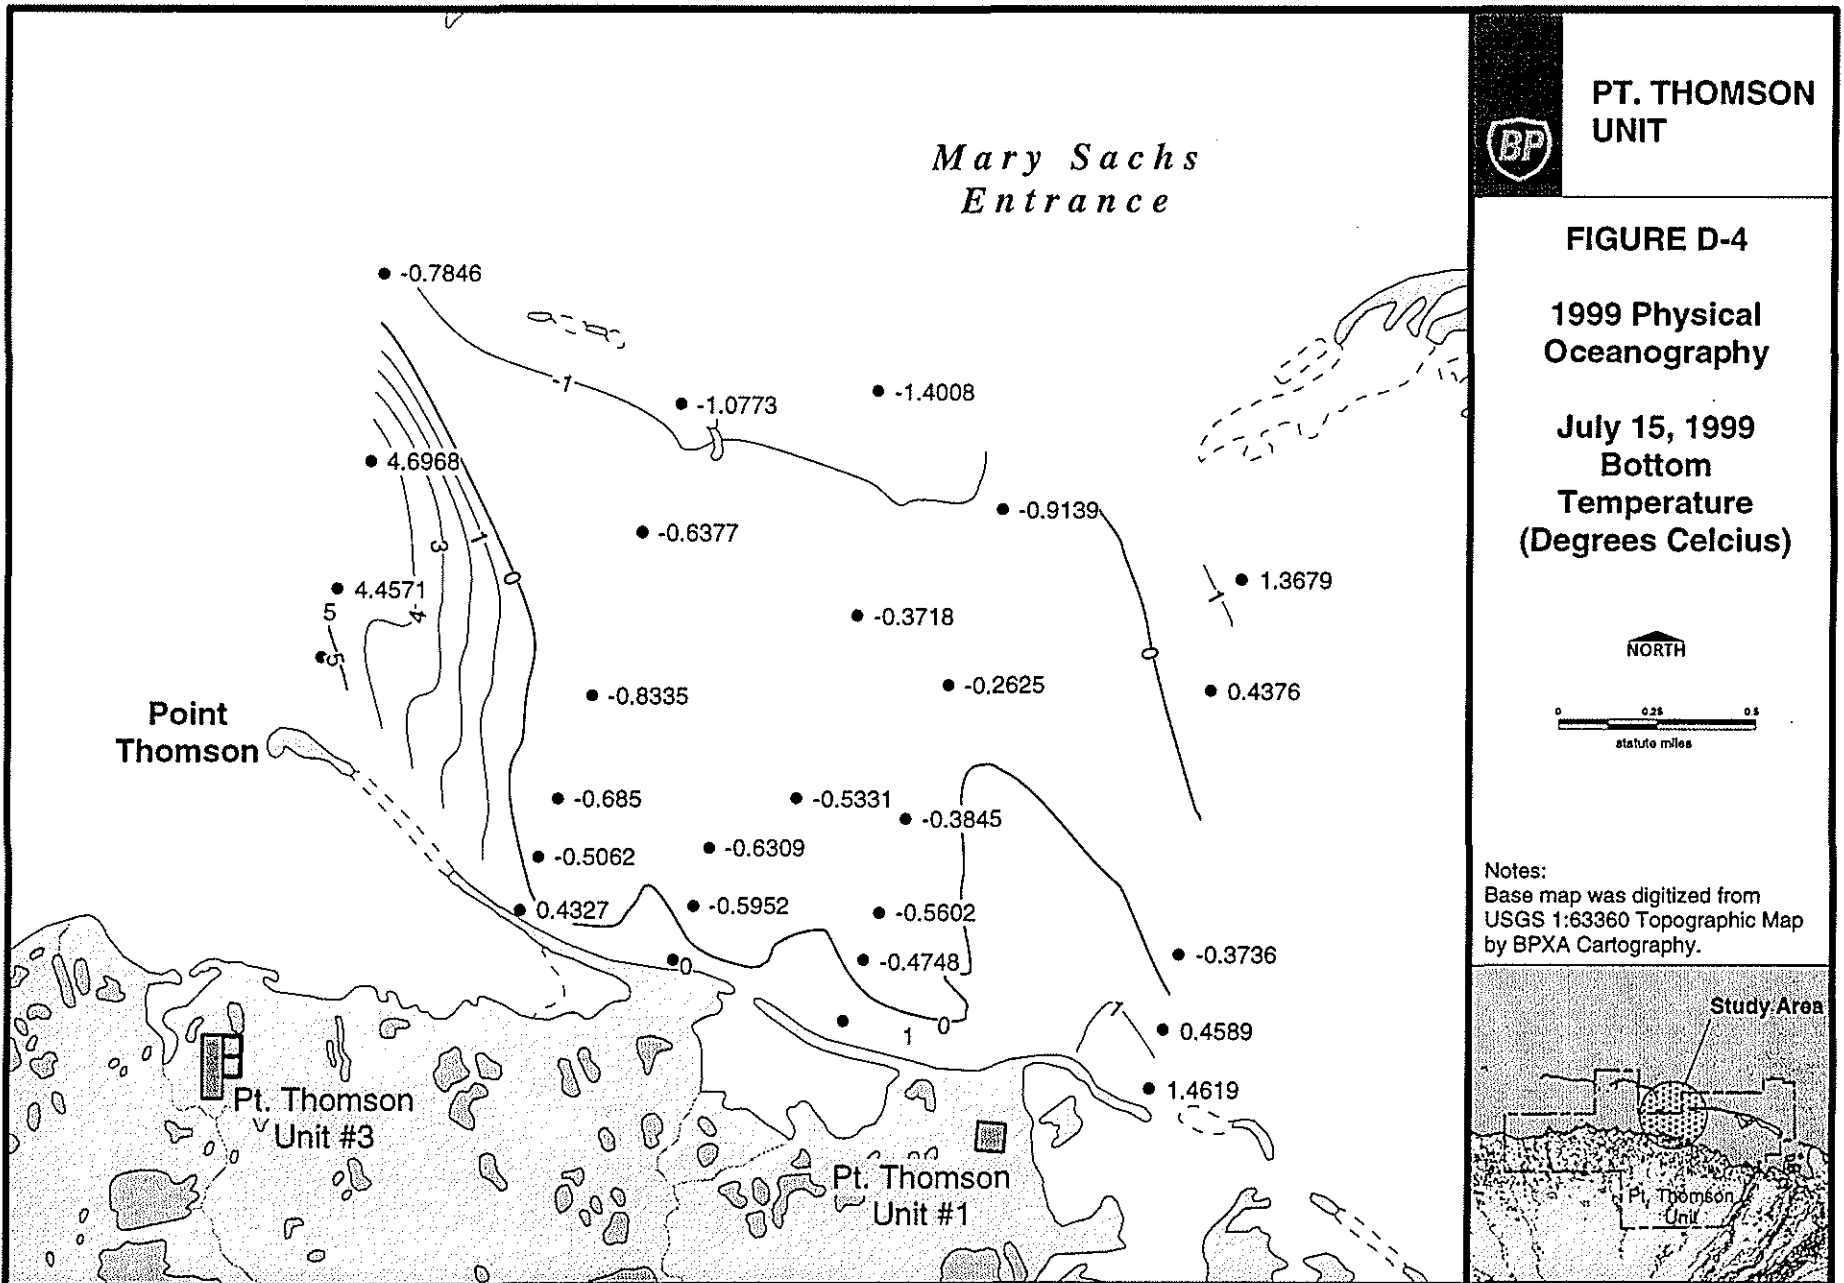 Mary Sachs
Entrance
-0.7846
-1
-1.0773
-1.4008
4.6968
-0.9139
-0.6377
3
1
0
1.3679
4.4571
1
5
4
-0.3718
0
5
-0.2625
0.4376
-0.8335
Point
Thomson
-0.685
-0.5331
-0.3845
-0.6309
-0.5062
0.4327
-0.5952
-0.5602
-0.3736
0
-0.4748
1
0
1
0.4589
1.4619
Pt. Thomson
Unit #3
Pt. Thomson
Unit #1
BP
PT. THOMSON
UNIT
FIGURE D-4
1999 Physical
Oceanography
July 15, 1999
Bottom
Temperature
(Degrees Celcius)
NORTH
0 0.25 0.5
statute miles
Notes:
Base map was digitized from
USGS 1:63360 Topographic Map
by BPXA Cartography.
Study Area
Pt. Thomson
Unit